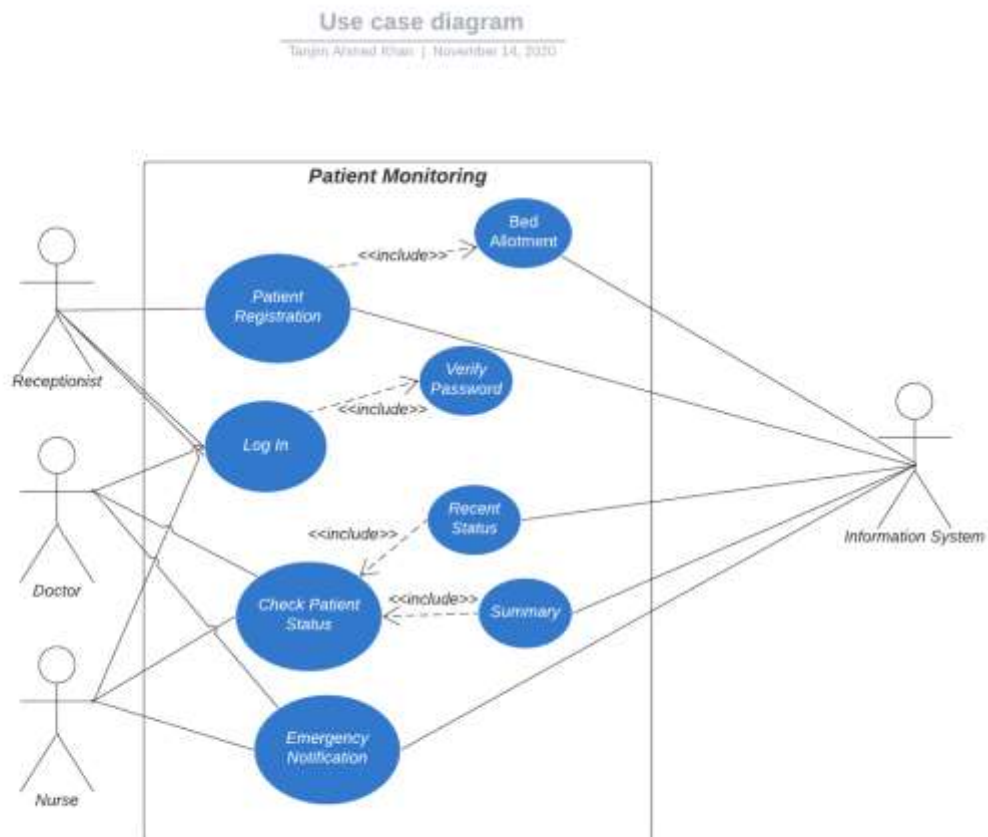 Use case diagram
Tanjim Ahmed Khan | November 14, 2020
Patient Monitoring
Bed
Allotment
<<include>>
Patient
Registration
Receptionist
Verify
Password
<<include>>
Log In
Recent
Status
<<include>>
Information System
Doctor
Check Patient
Status
<<include>>
Summary
Emergency
Notification
Nurse